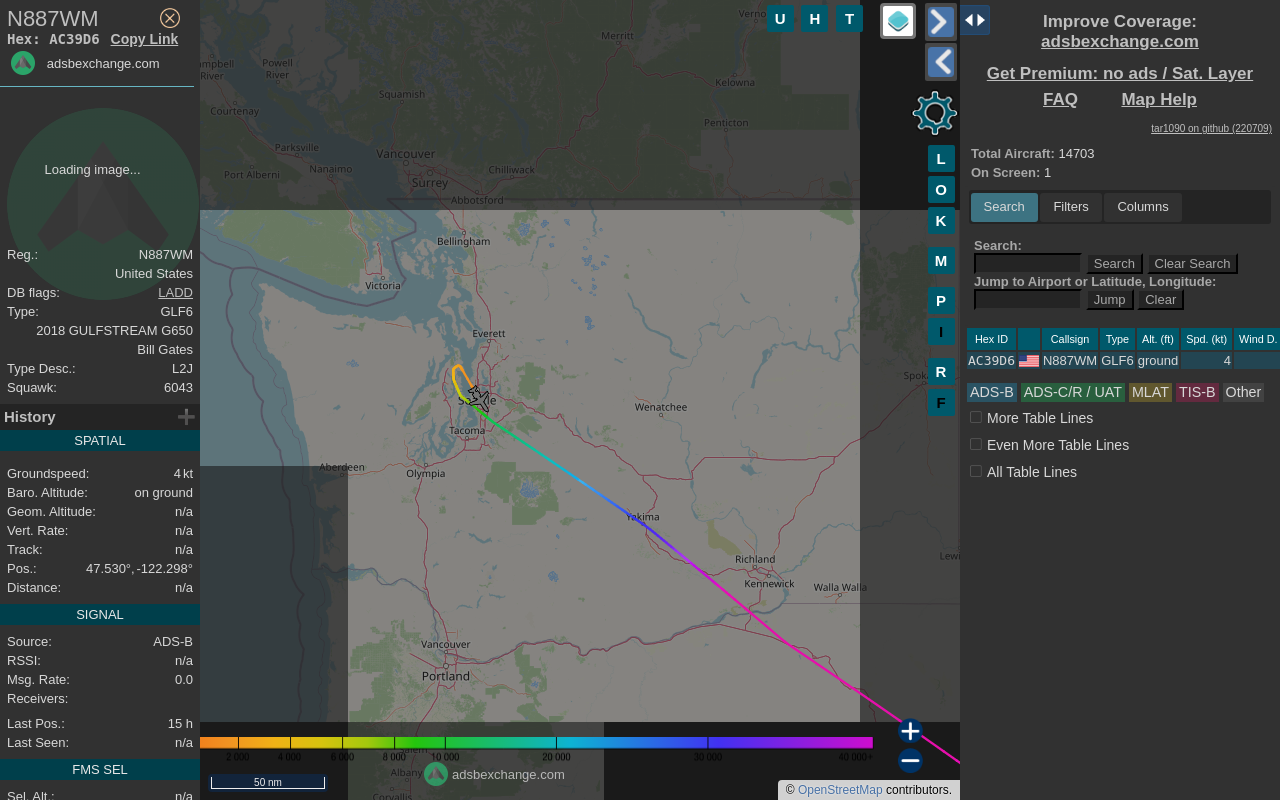 N887WM
Hex: AC39D6 Copy Link
adsbexchange.com
Loading image...
Reg.: N887WM
United States
DB flags: LADD
Type: GLF6
2018 GULFSTREAM G650
Bill Gates
Type Desc.: L2J
Squawk: 6043
History
SPATIAL
Groundspeed: 4 kt
Baro. Altitude: on ground
Geom. Altitude: n/a
Vert. Rate: n/a
Track: n/a
Pos.: 47.530°, -122.298°
Distance: n/a
SIGNAL
Source: ADS-B
RSSI: n/a
Msg. Rate: 0.0
Receivers:
Last Pos.: 15 h
Last Seen: n/a
FMS SEL
Sel. Alt.: n/a
U H T
Merritt
Powell
River
River
Kelowna
Squamish
Courtenay
Penticton
Parksville
Vancouver
Nanaimo
Chilliwack
Port Alberni
Surrey
Abbotsford
Bellingham
Victoria
Everett
Wenatchee
Tacoma
Aberdeen
Olympia
Yakima
Richland
Kennewick
Walla Walla
Vancouver
Portland
Albany
Corvallis
L
O
K
M
P
I
R
F
2 000 4 000 6 000 8 000 10 000 20 000 30 000 40 000+
adsbexchange.com
50 nm
© OpenStreetMap contributors.
Improve Coverage:
adsbexchange.com
Get Premium: no ads / Sat. Layer
FAQ Map Help
tar1090 on github (220709)
Total Aircraft: 14703
On Screen: 1
Search Filters Columns
Search:
Search Clear Search
Jump to Airport or Latitude, Longitude:
Jump Clear
Hex ID Callsign Type Alt. (ft) Spd. (kt) Wind D.
AC39D6 N887WM GLF6 ground 4
ADS-B ADS-C/R / UAT MLAT TIS-B Other
More Table Lines
Even More Table Lines
All Table Lines